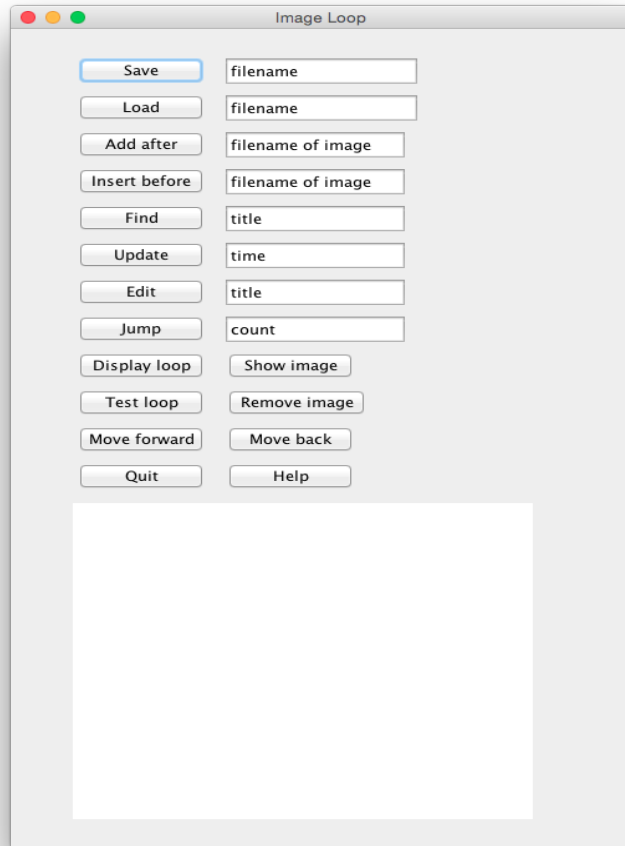 Image Loop
Save filename
Load filename
Add after filename of image
Insert before filename of image
Find title
Update time
Edit title
Jump count
Display loop Show image
Test loop Remove image
Move forward Move back
Quit Help